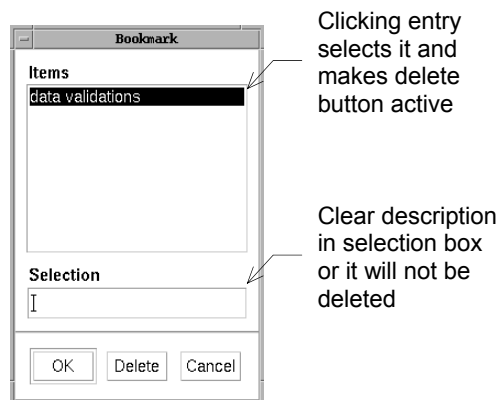 Bookmark
Items
data validations
Selection
OK Delete Cancel
Clicking entry
selects it and
makes delete
button active
Clear description
in selection box
or it will not be
deleted